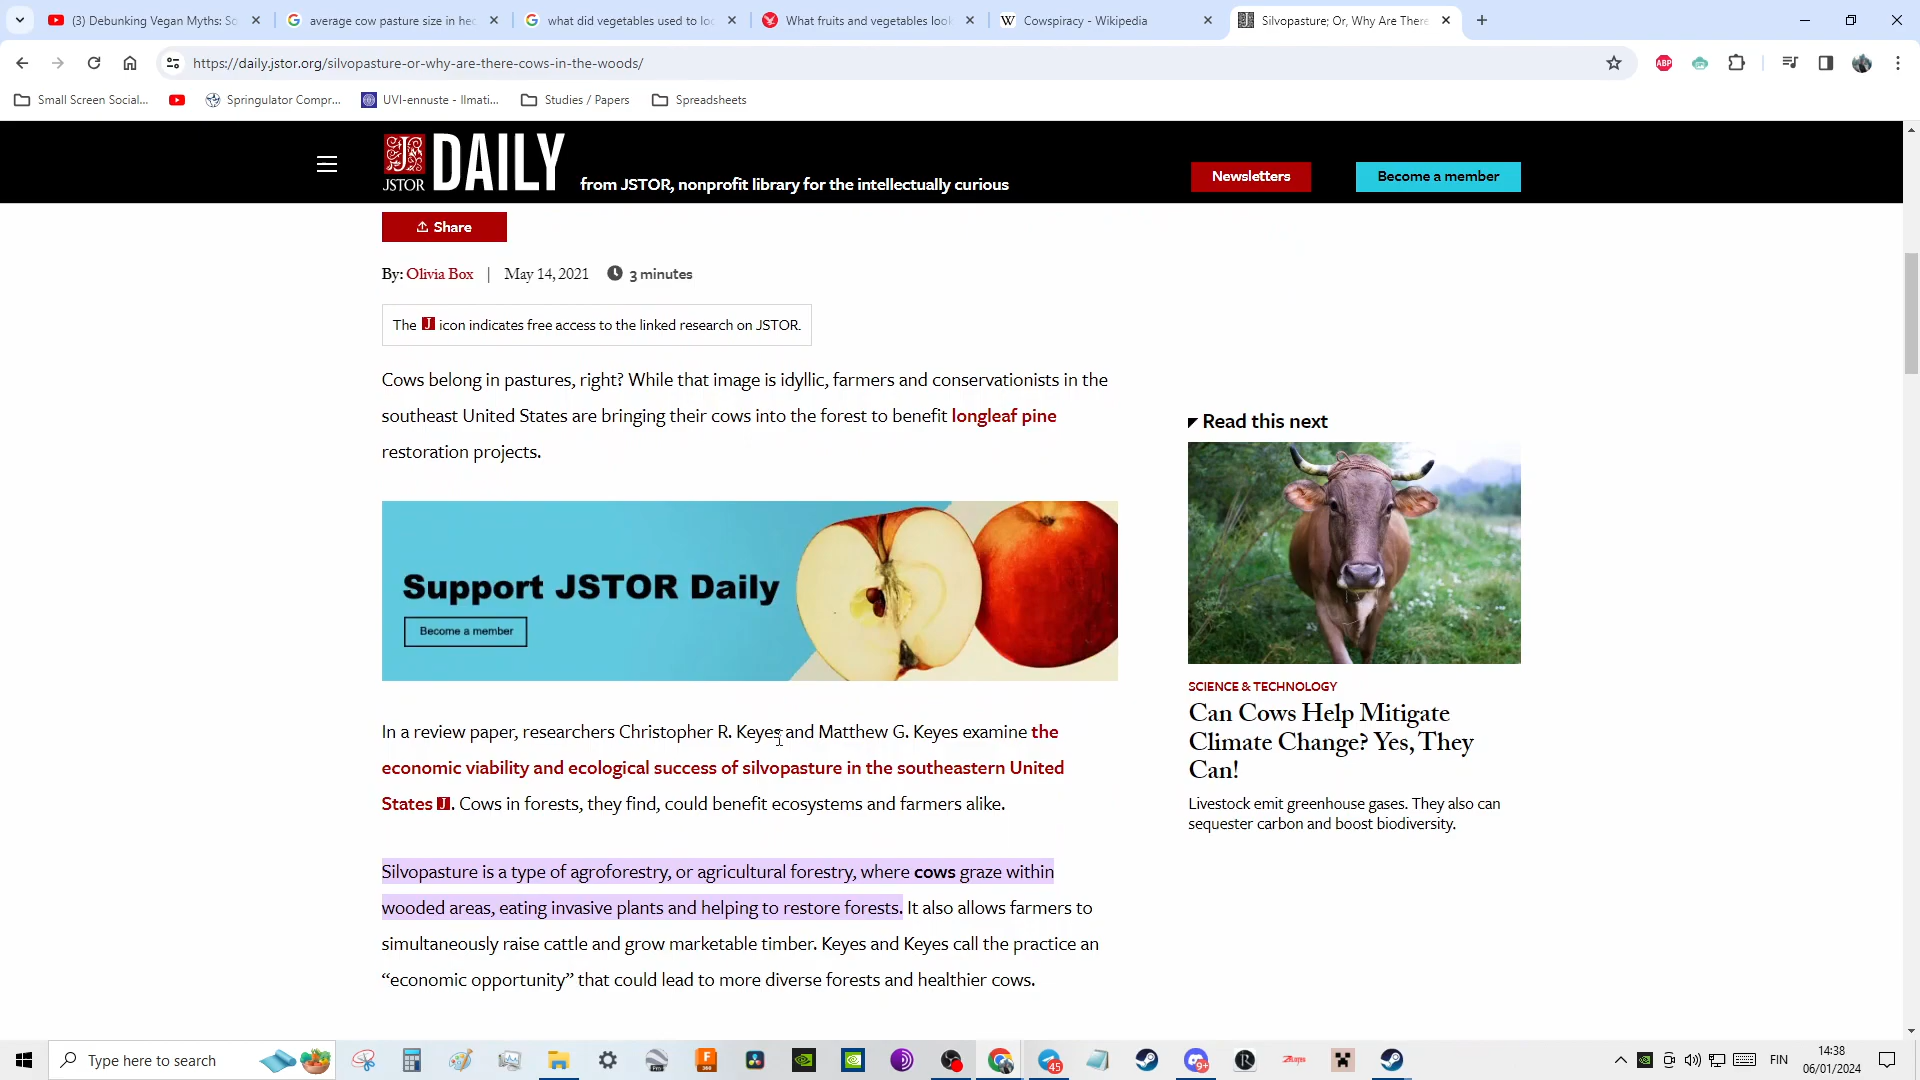 (3) Debunking Vegan Myths: So
average cow pasture size in hec
what did vegetables used to loo
What fruits and vegetables look
Cowspiracy - Wikipedia
Silvopasture; Or, Why Are There
https://daily.jstor.org/silvopasture-or-why-are-there-cows-in-the-woods/
ABP
Small Screen Social...
Springulator Compr...
UVI-ennuste - Ilmati...
Studies / Papers
Spreadsheets
JSTOR DAILY
from JSTOR, nonprofit library for the intellectually curious
Newsletters
Become a member
Share
By: Olivia Box | May 14, 2021 3 minutes
The J icon indicates free access to the linked research on JSTOR.
Cows belong in pastures, right? While that image is idyllic, farmers and conservationists in the
southeast United States are bringing their cows into the forest to benefit longleaf pine
restoration projects.
Support JSTOR Daily
Become a member
In a review paper, researchers Christopher R. Keyes and Matthew G. Keyes examine the
economic viability and ecological success of silvopasture in the southeastern United
States J. Cows in forests, they find, could benefit ecosystems and farmers alike.
Silvopasture is a type of agroforestry, or agricultural forestry, where cows graze within
wooded areas, eating invasive plants and helping to restore forests. It also allows farmers to
simultaneously raise cattle and grow marketable timber. Keyes and Keyes call the practice an
“economic opportunity” that could lead to more diverse forests and healthier cows.
Read this next
SCIENCE & TECHNOLOGY
Can Cows Help Mitigate
Climate Change? Yes, They
Can!
Livestock emit greenhouse gases. They also can
sequester carbon and boost biodiversity.
Type here to search
Pro
F
360
45
9+
R
FIN
14:38
06/01/2024